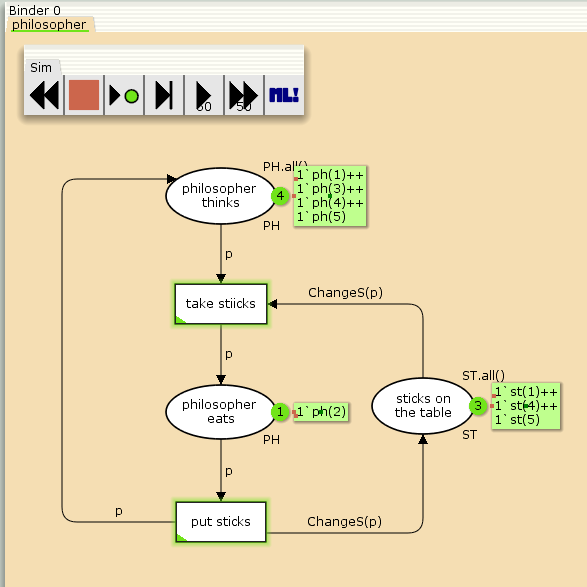 Binder 0
philosopher
Sim
50
50
ML!
PH.all()
philosopher
thinks
4
1`ph(1)++
1`ph(3)++
1`ph(4)++
1`ph(5)
PH
p
take stiicks
ChangeS(p)
p
ST.all()
philosopher
eats
1
1`ph(2)
PH
sticks on
the table
3
1`st(1)++
1`st(4)++
1`st(5)
ST
p
p
put sticks
ChangeS(p)